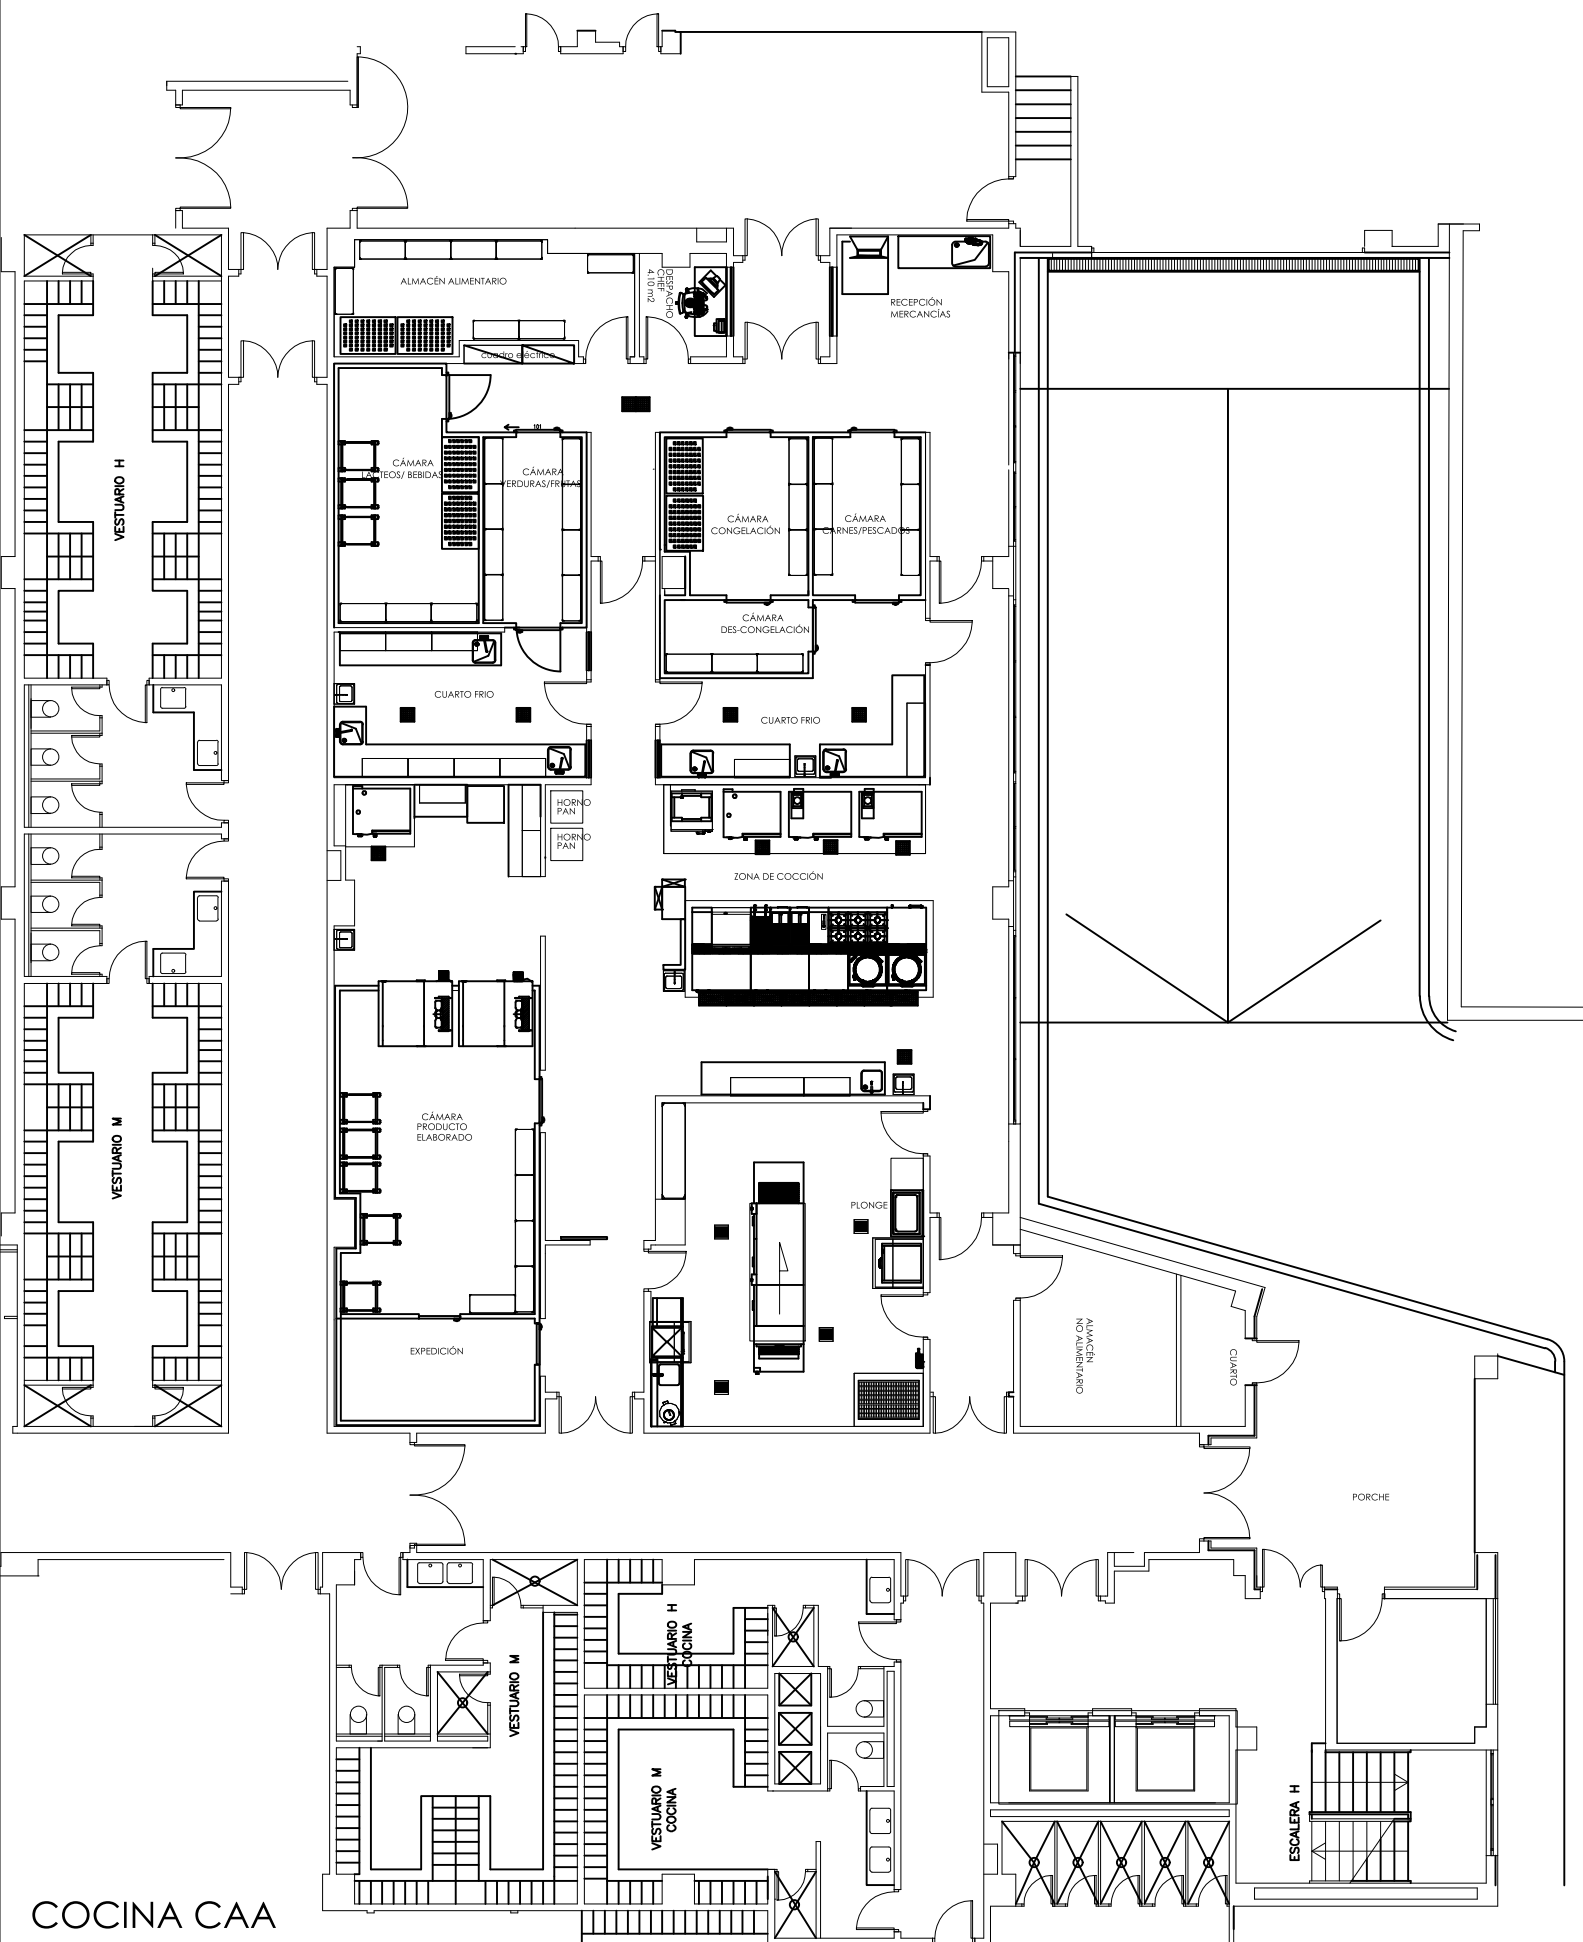 ALMACÉN ALIMENTARIO
DESPACHO
CHEF
4.10 m2
RECEPCIÓN
MERCANCÍAS
cuadro eléctrico
101
CÁMARA
LÁCTEOS/ BEBIDAS
CÁMARA
VERDURAS/FRUTAS
CÁMARA
CONGELACIÓN
CÁMARA
CARNES/PESCADOS
VESTUARIO H
CÁMARA
DES-CONGELACIÓN
CUARTO FRIO
CUARTO FRIO
HORNO
PAN
HORNO
PAN
ZONA DE COCCIÓN
CÁMARA
PRODUCTO
ELABORADO
VESTUARIO M
PLONGE
EXPEDICIÓN
ALMACÉN
NO ALIMENTARIO
CUARTO
PORCHE
VESTUARIO M
VESTUARIO H
COCINA
VESTUARIO M
COCINA
ESCALERA H
COCINA CAA